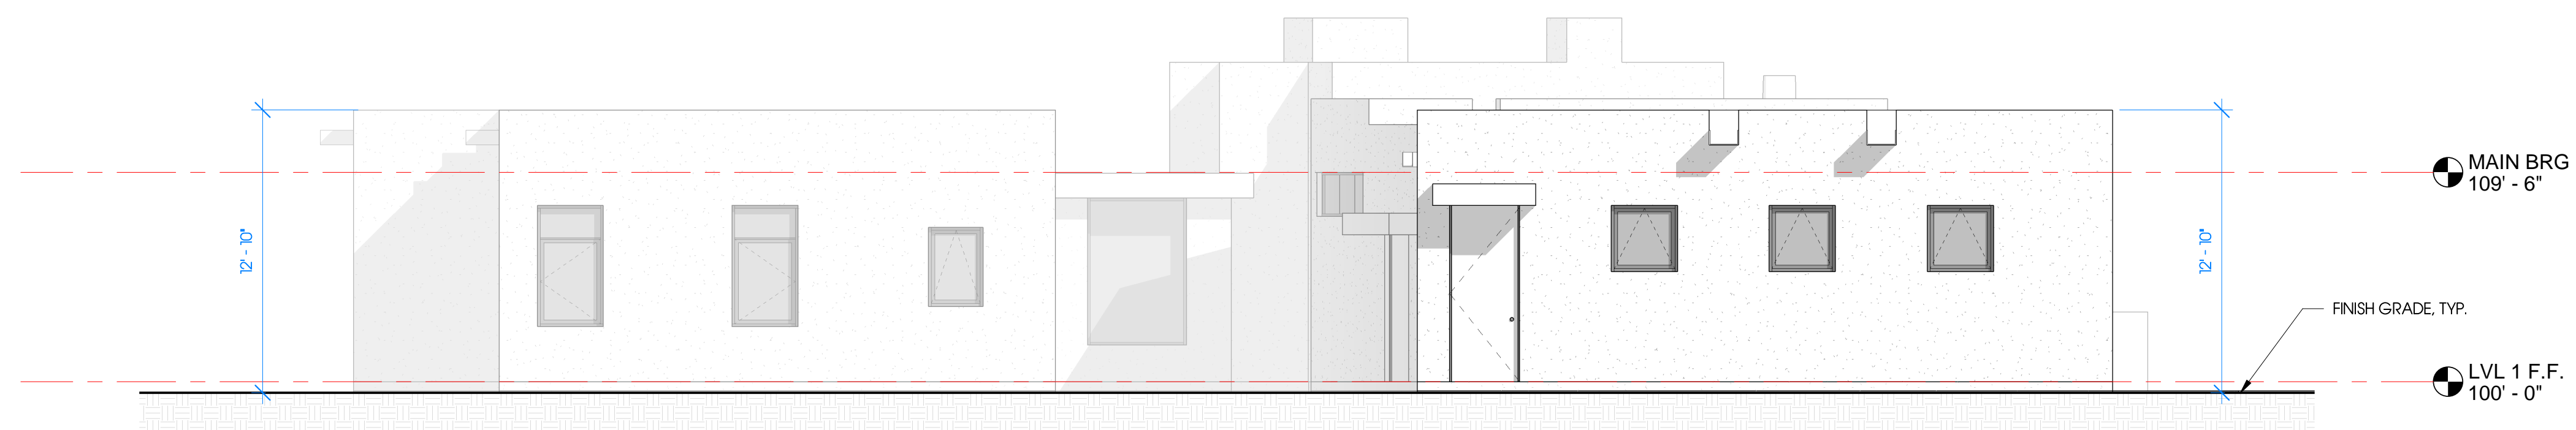 12' - 10"
12' - 10"
MAIN BRG
109' - 6"
FINISH GRADE, TYP.
LVL 1 F.F.
100' - 0"